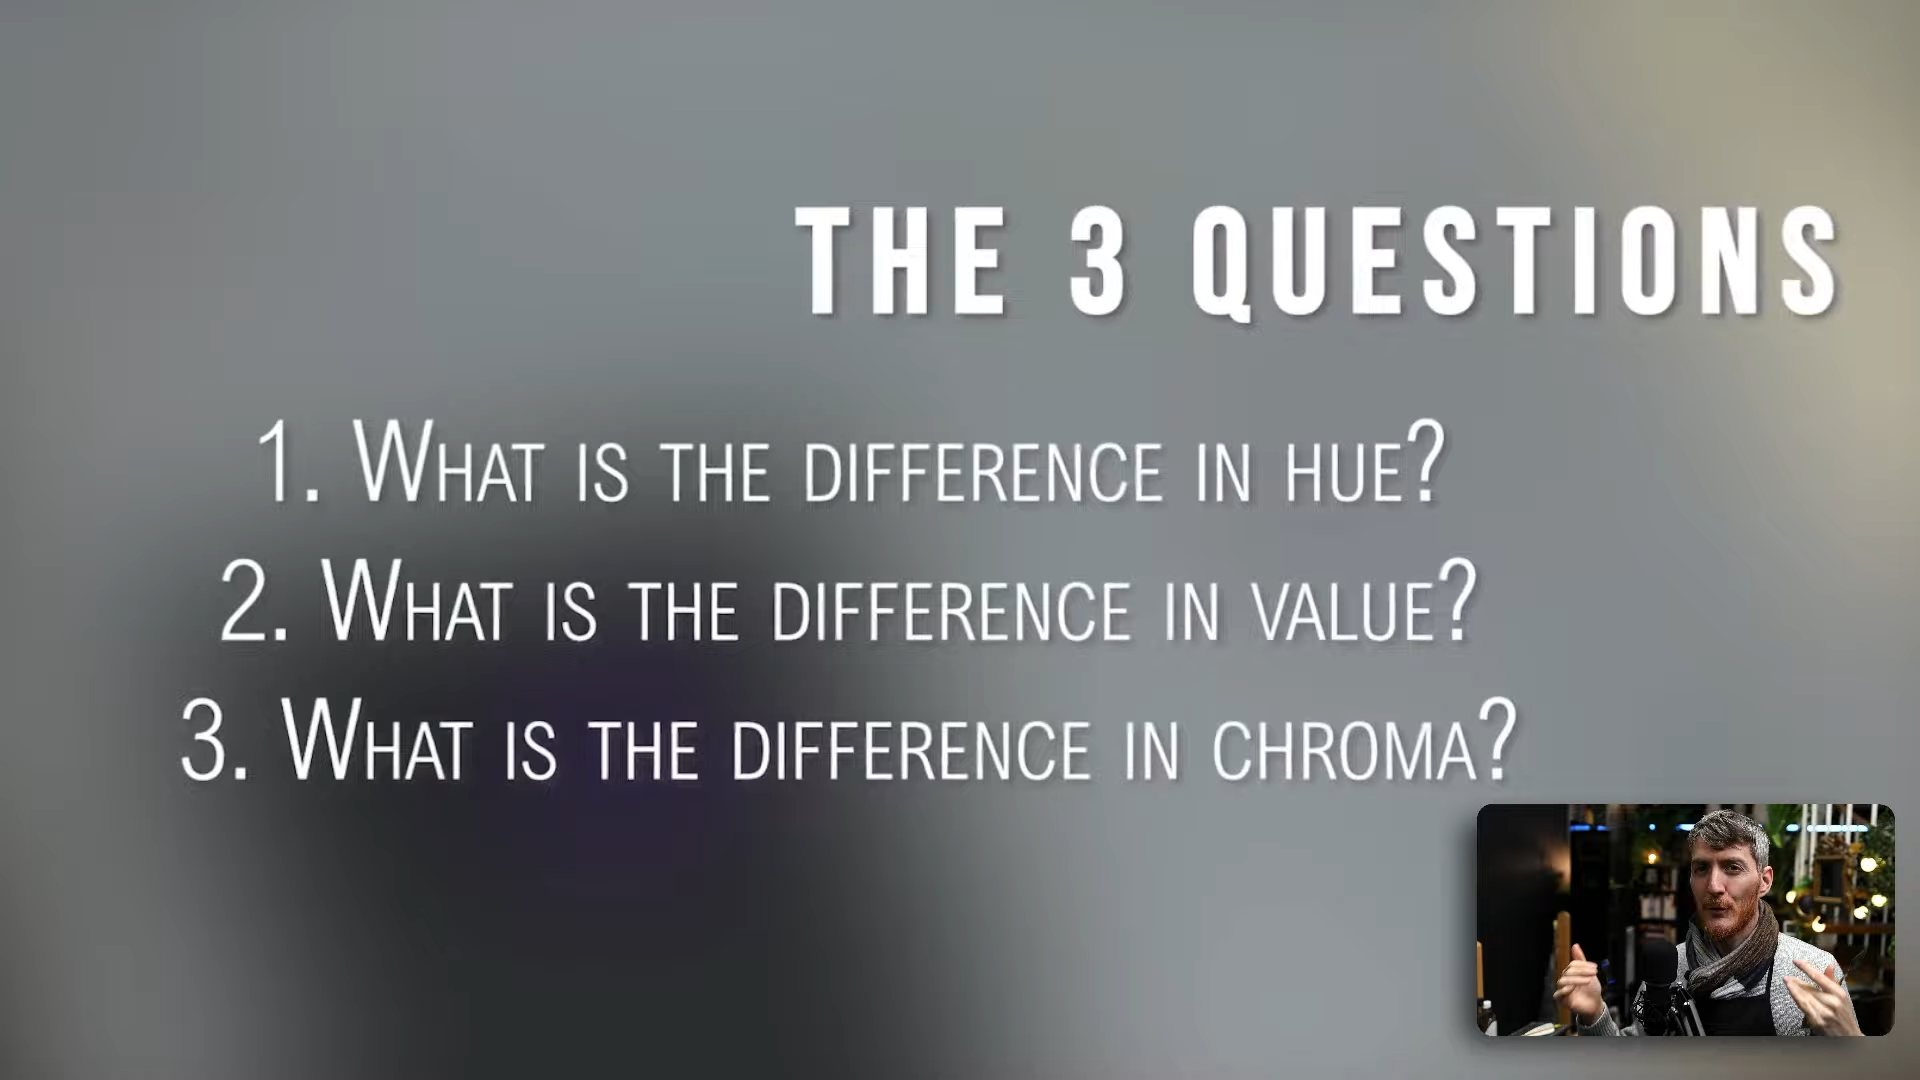 THE 3 QUESTIONS
1. What is the difference in hue?
2. What is the difference in value?
3. What is the difference in chroma?